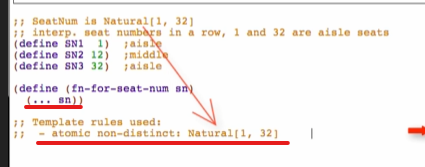 ;; SeatNum is Natural[1, 32]
;; interp. seat numbers in a row, 1 and 32 are aisle seats
(define SN1  1)  ;aisle
(define SN2 12)  ;middle
(define SN3 32)  ;aisle
(define (fn-for-seat-num sn)
  (... sn))
;; Template rules used:
;;  - atomic non-distinct: Natural[1, 32]